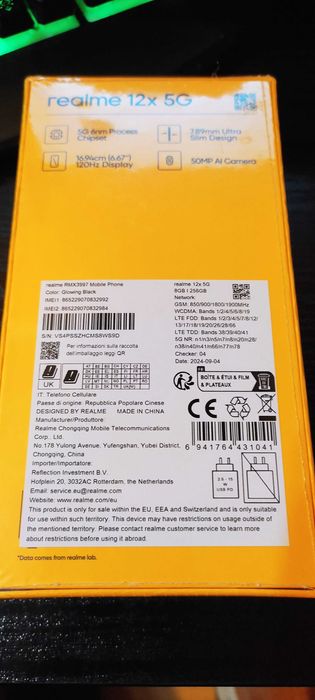 realme 12x 5G
5G 6nm Process
Chipset
7.89mm Ultra
Slim Design
16.94cm (6.67")
120Hz Display
50MP AI Camera
realme RMX3997 Mobile Phone
Color: Glowing Black
IMEI1: 865229070832992
IMEI2: 865229070832984
S/N: VS4PSSZHCMS8WS9D
Per informazioni sulla raccolta
dell'imballaggio leggi QR
realme 12x 5G
8GB | 256GB
Network:
GSM: 850/900/1800/1900MHz
WCDMA: Bands 1/2/4/5/6/8/19
LTE FDD: Bands 1/2/3/4/5/7/8/12
/13/17/18/19/20/26/28/66
LTE TDD: Bands 38/39/40/41
5G NR: n1/n3/n5/n7/n8/n20/n28/
n38/n40/n41/n66/n77/n78
Checker: 04
Date: 2024-09-04
UK
FR
BOÎTE & ÉTUI & FILM
& PLATEAUX
IT: Telefono Cellulare
Paese di origine: Repubblica Popolare Cinese
DESIGNED BY REALME MADE IN CHINA
Realme Chongqing Mobile Telecommunications
Corp., Ltd.
No.178 Yulong Avenue, Yufengshan, Yubei District,
Chongqing, China
Importer/Importatore:
Reflection Investment B.V.
Hofplein 20, 3032AC Rotterdam, the Netherlands
Email: service.eu@realme.com
Website: www.realme.com/eu
CE
6 941764 431041
2.5 - 15
W
USB PD
This product is only for sale within the EU, EEA and Switzerland and is only suitable
for use within such territory. This device may have restrictions on usage outside of
the mentioned territory. Please contact realme customer service to learn more
about restrictions before using it abroad.
*Data comes from realme lab.